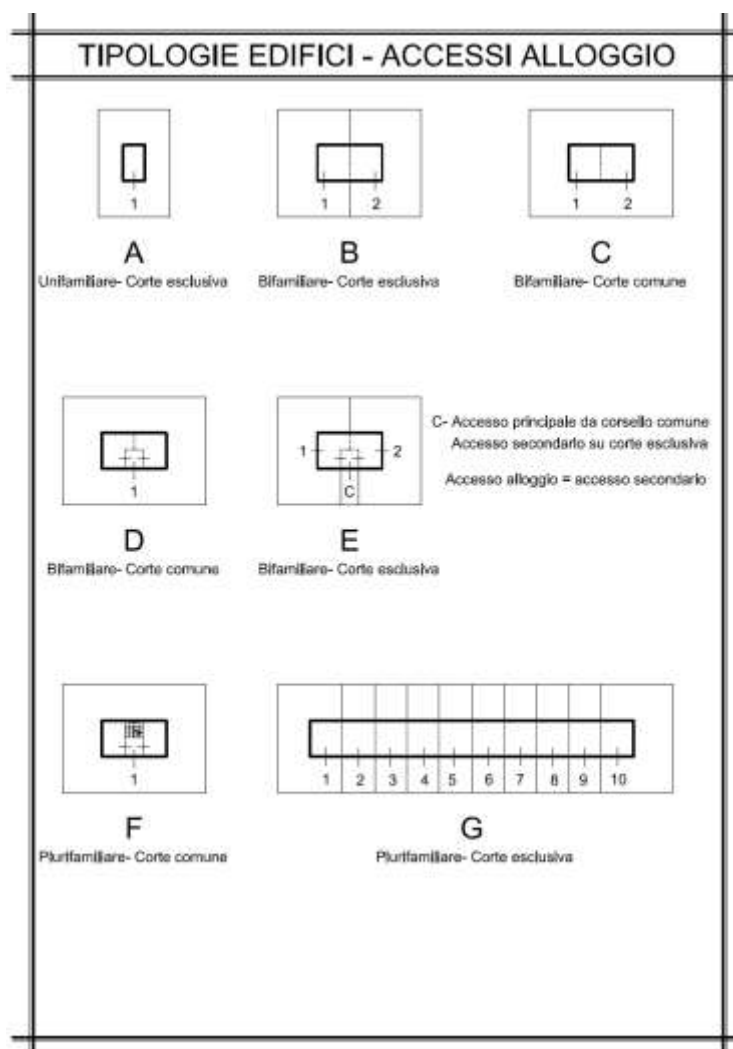 TIPOLOGIE EDIFICI - ACCESSI ALLOGGIO
1
1 2
1 2
A
B
C
Unifamiliare- Corte esclusiva
Bifamiliare- Corte esclusiva
Bifamiliare- Corte comune
C- Accesso principale da corsello comune
Accesso secondario su corte esclusiva
Accesso alloggio = accesso secondario
1
1 2
C
D
E
Bifamiliare- Corte comune
Bifamiliare- Corte esclusiva
1
1 2 3 4 5 6 7 8 9 10
F
G
Plurifamiliare- Corte comune
Plurifamiliare- Corte esclusiva